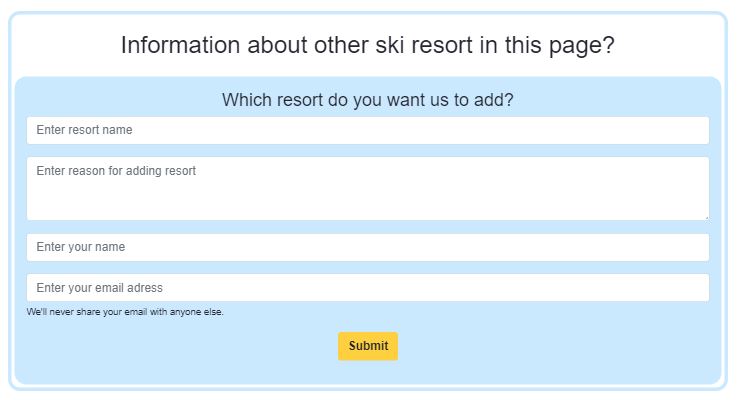 Information about other ski resort in this page?
Which resort do you want us to add?
Enter resort name
Enter reason for adding resort
Enter your name
Enter your email adress
We'll never share your email with anyone else.
Submit